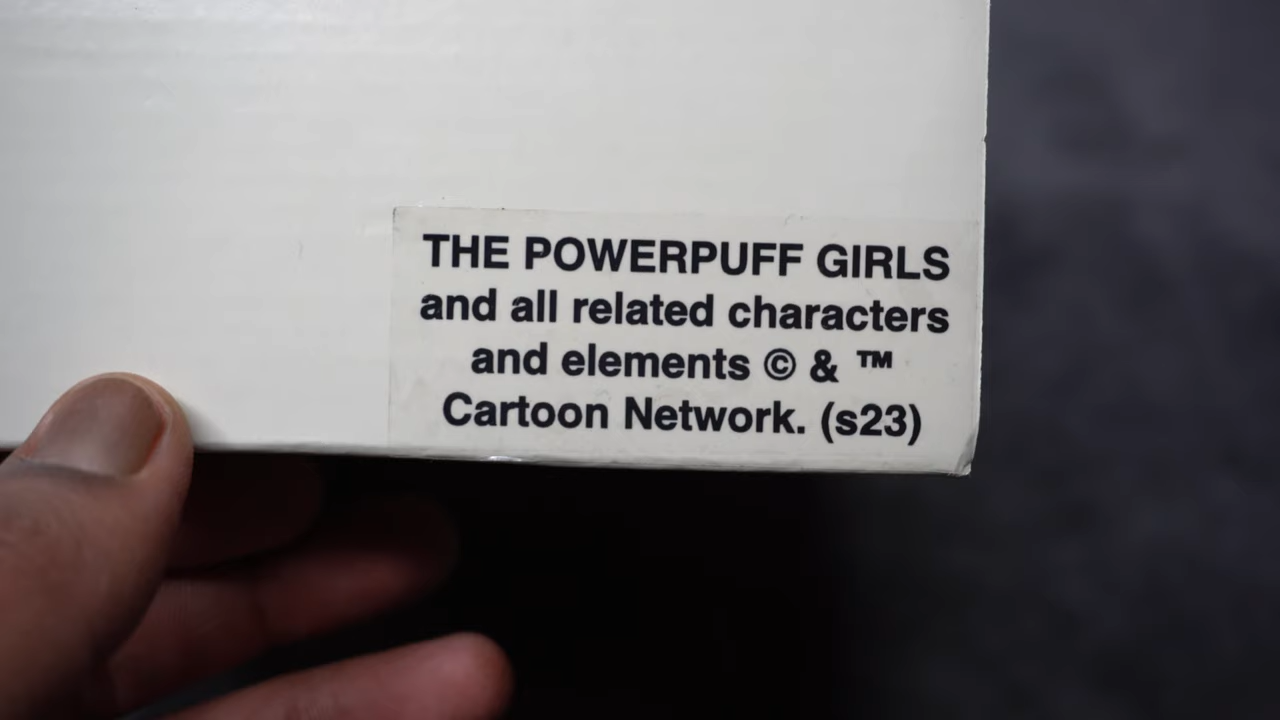 THE POWERPUFF GIRLS
and all related characters
and elements © & ™
Cartoon Network. (s23)